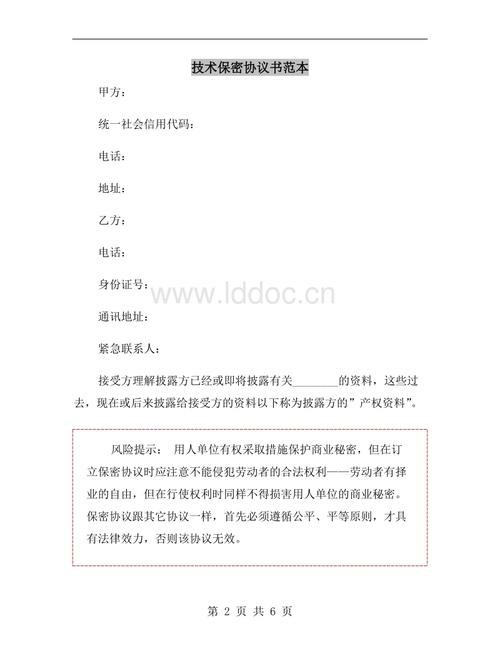 技术保密协议书范本
甲方：
统一社会信用代码：
电话：
地址：
乙方：
电话：
身份证号：
www.lddoc.cn
通讯地址：
紧急联系人：
接受方理解披露方已经或即将披露有关________的资料，这些过
去，现在或后来披露给接受方的资料以下称为披露方的”产权资料”。
风险提示： 用人单位有权采取措施保护商业秘密，但在订
立保密协议时应注意不能侵犯劳动者的合法权利——劳动者有择
业的自由，但在行使权利时同样不得损害用人单位的商业秘密。
保密协议跟其它协议一样，首先必须遵循公平、平等原则，才具
有法律效力，否则该协议无效。
第 2 页 共 6 页